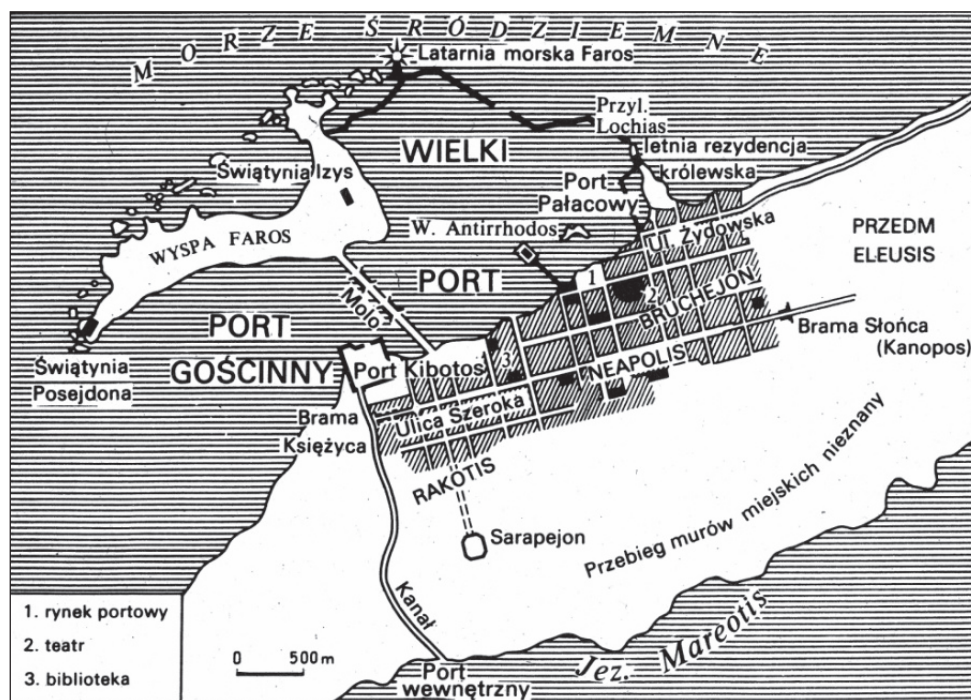 MORZE ŚRÓDZIEMNE
Latarnia morska Faros
Przyl.
Lochias
WIELKI
letnia rezydencja
królewska
Świątynia Izys
Port
Pałacowy
W. Antirrhodos
Ul. Żydowska
PRZEDM
ELEUSIS
WYSPA FAROS
PORT
1
2
BRUCHEJON
Molo
PORT
GOŚCINNY
Brama Słońca
(Kanopos)
Świątynia
Posejdona
Port Kibotos
3
NEAPOLIS
Brama
Księżyca
Ulica Szeroka
RAKOTIS
Sarapejon
Przebieg murów miejskich nieznany
Kanał
Jez. Mareotis
Port
wewnętrzny
1. rynek portowy
2. teatr
3. biblioteka
0 500 m